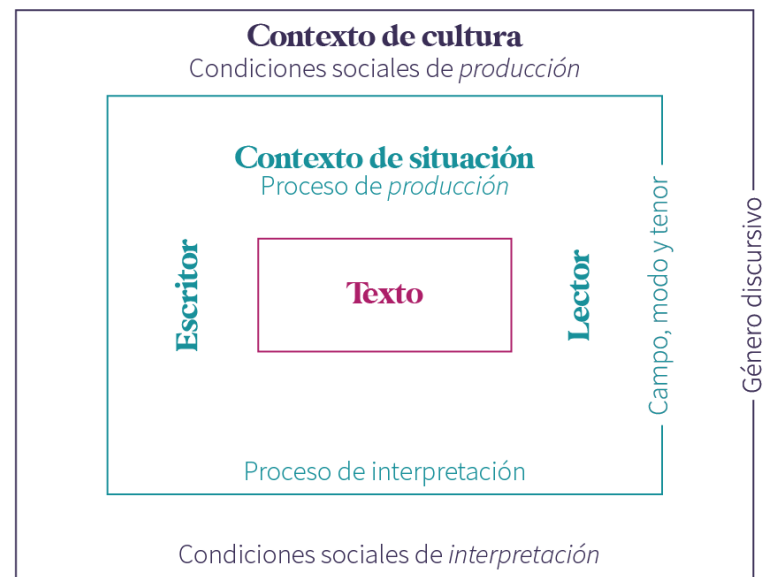 Contexto de cultura
Condiciones sociales de producción
Contexto de situación
Proceso de producción
Escritor
Texto
Lector
Campo, modo y tenor
Género discursivo
Proceso de interpretación
Condiciones sociales de interpretación